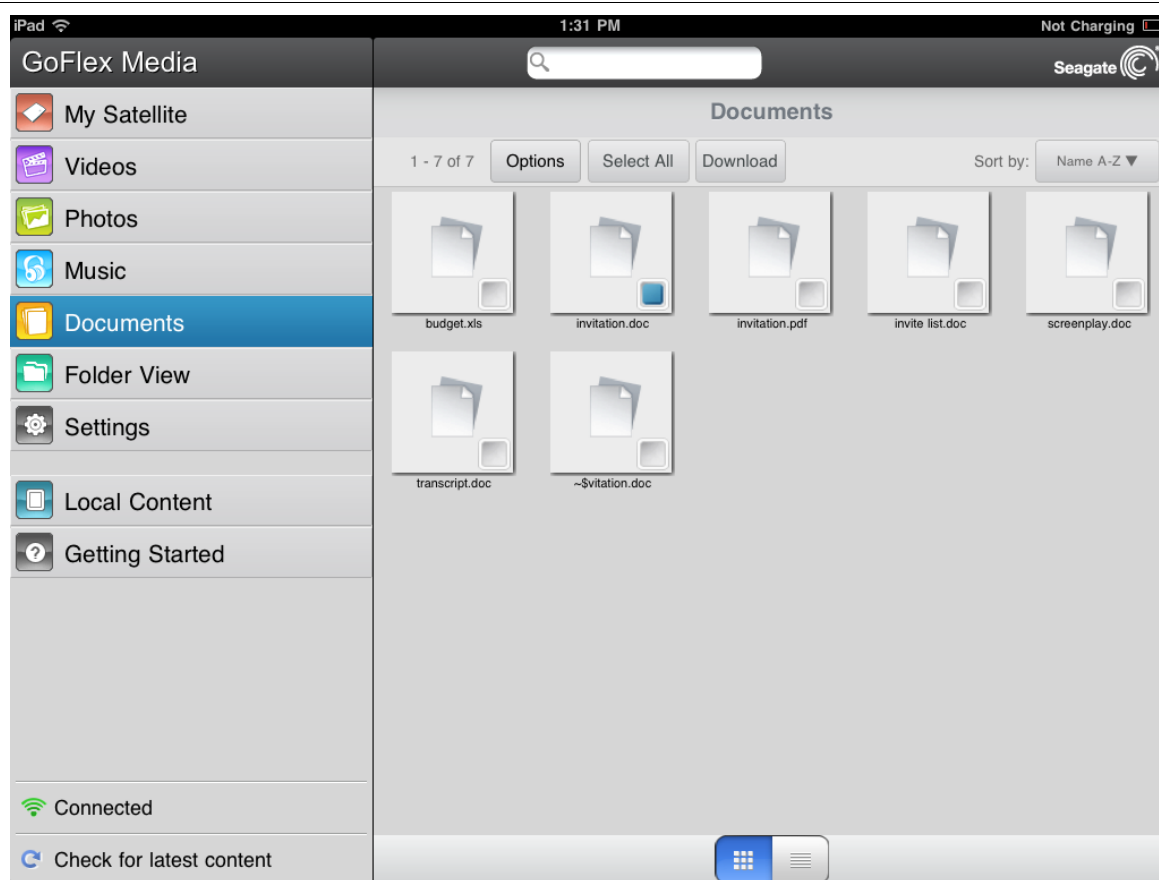 iPad 1:31 PM Not Charging
GoFlex Media Seagate
My Satellite
Videos
Photos
Music
Documents
Folder View
Settings
Local Content
Getting Started
Connected
Check for latest content
Documents
1 - 7 of 7 Options Select All Download Sort by: Name A-Z ▼
budget.xls invitation.doc invitation.pdf invite list.doc screenplay.doc
transcript.doc ~$vitation.doc